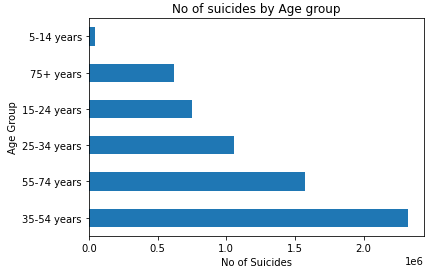 No of suicides by Age group
5-14 years
75+ years
15-24 years
25-34 years
55-74 years
35-54 years
Age Group
0.0 0.5 1.0 1.5 2.0
1e6
No of Suicides